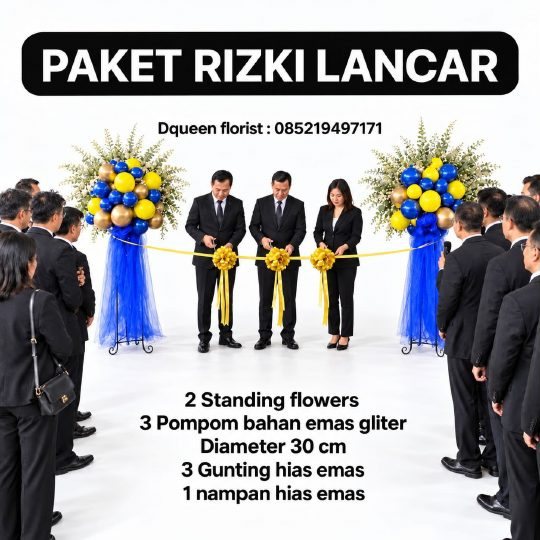 PAKET RIZKI LANCAR
Dqueen florist : 085219497171
2 Standing flowers
3 Pompom bahan emas gliter
Diameter 30 cm
3 Gunting hias emas
1 nampan hias emas